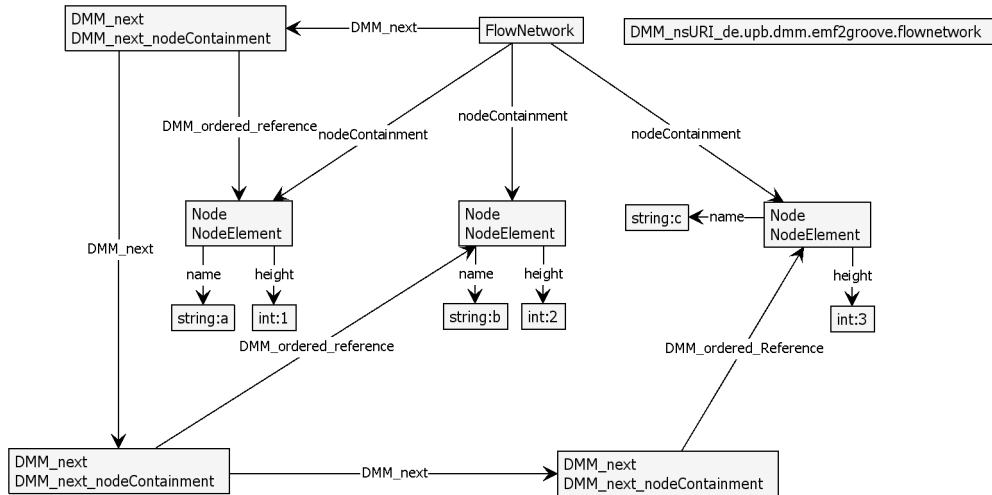 DMM_next
DMM_next_nodeContainment
DMM_next
FlowNetwork
DMM_nsURI_de.upb.dmm.emf2groove.flownetwork
DMM_ordered_reference
nodeContainment
nodeContainment
nodeContainment
Node
NodeElement
Node
NodeElement
string:c
name
Node
NodeElement
DMM_next
name
height
name
height
height
string:a
int:1
string:b
int:2
int:3
DMM_ordered_reference
DMM_ordered_Reference
DMM_next
DMM_next_nodeContainment
DMM_next
DMM_next
DMM_next_nodeContainment